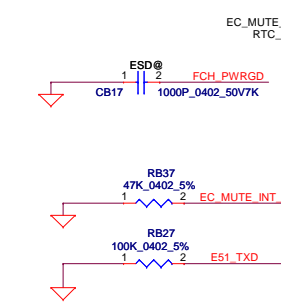 EC_MUTE_
RTC_
ESD@
1 2 FCH_PWRGD
CB17 1000P_0402_50V7K
RB37
47K_0402_5%
1 2 EC_MUTE_INT_
RB27
100K_0402_5%
1 2 E51_TXD